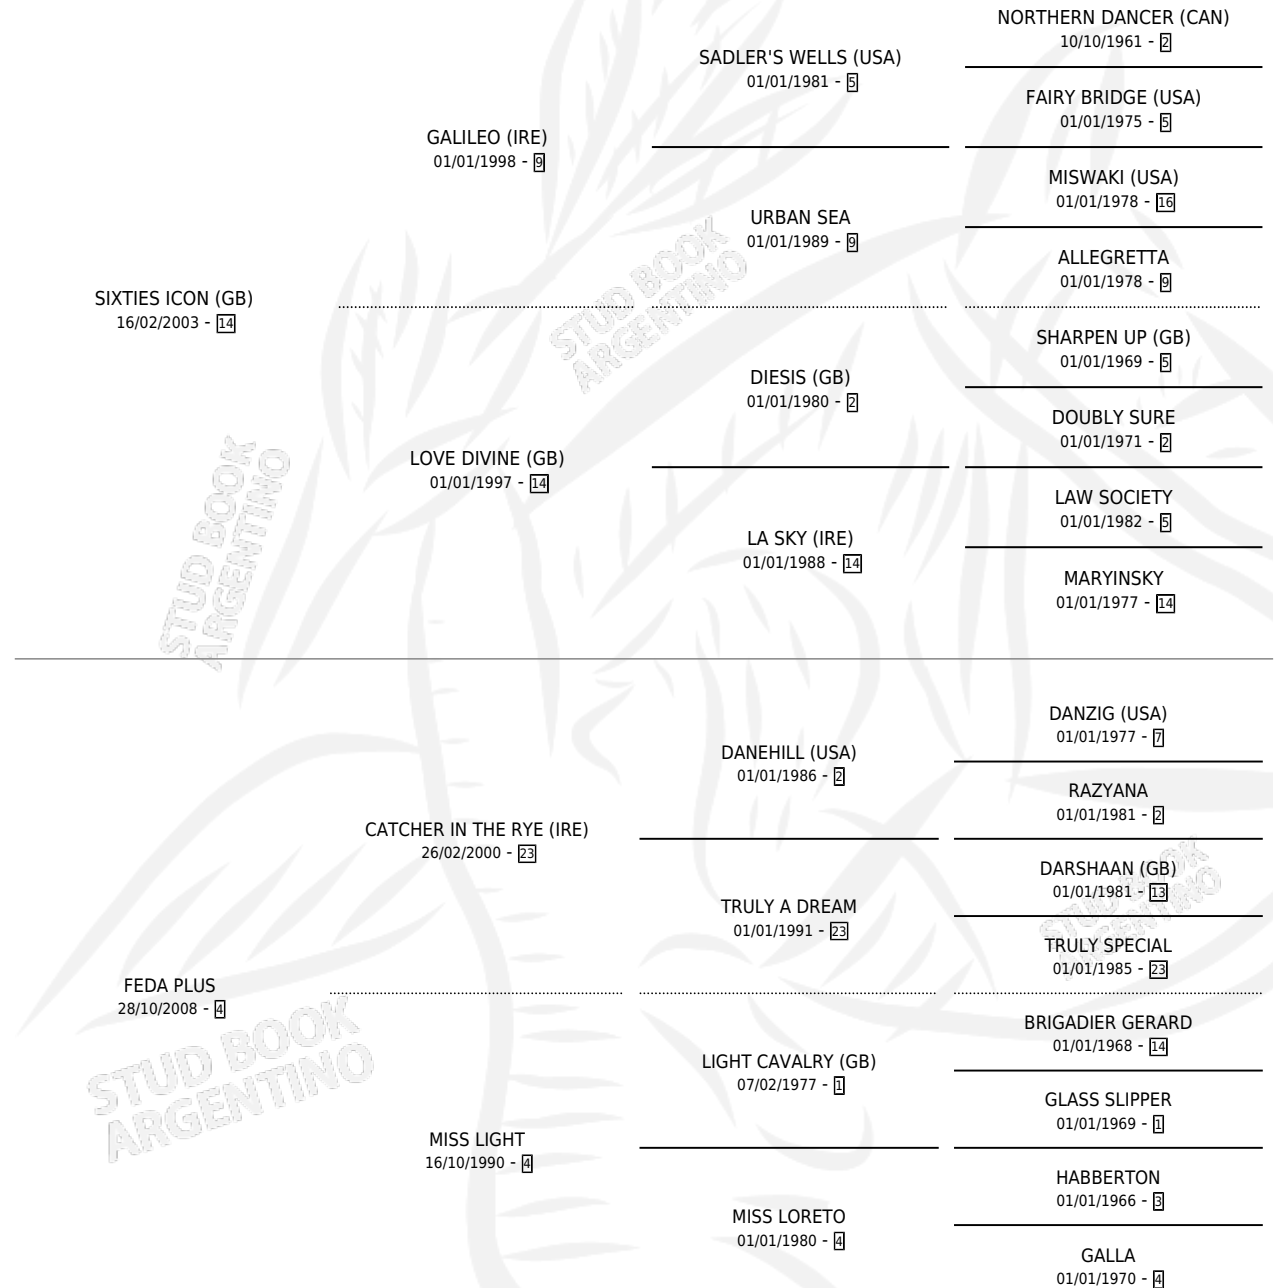 NORTHERN DANCER (CAN)
10/10/1961 - 2
SADLER'S WELLS (USA)
01/01/1981 - 5
FAIRY BRIDGE (USA)
01/01/1975 - 5
GALILEO (IRE)
01/01/1998 - 9
MISWAKI (USA)
01/01/1978 - 16
URBAN SEA
01/01/1989 - 9
ALLEGRETTA
01/01/1978 - 9
SIXTIES ICON (GB)
16/02/2003 - 14
STUD BOOK
ARGENTINO
SHARPEN UP (GB)
01/01/1969 - 5
DIESIS (GB)
01/01/1980 - 2
DOUBLY SURE
01/01/1971 - 2
LOVE DIVINE (GB)
01/01/1997 - 14
LAW SOCIETY
01/01/1982 - 5
LA SKY (IRE)
01/01/1988 - 14
MARYINSKY
01/01/1977 - 14
STUD BOOK
ARGENTINO
DANZIG (USA)
01/01/1977 - 7
DANEHILL (USA)
01/01/1986 - 2
RAZYANA
01/01/1981 - 2
CATCHER IN THE RYE (IRE)
26/02/2000 - 23
DARSHAAN (GB)
01/01/1981 - 13
TRULY A DREAM
01/01/1991 - 23
STUD BOOK
ARGENTINO
TRULY SPECIAL
01/01/1985 - 23
FEDA PLUS
28/10/2008 - 4
BRIGADIER GERARD
01/01/1968 - 14
LIGHT CAVALRY (GB)
07/02/1977 - 1
GLASS SLIPPER
01/01/1969 - 1
STUD BOOK
ARGENTINO
MISS LIGHT
16/10/1990 - 4
HABBERTON
01/01/1966 - 3
MISS LORETO
01/01/1980 - 4
GALLA
01/01/1970 - 4